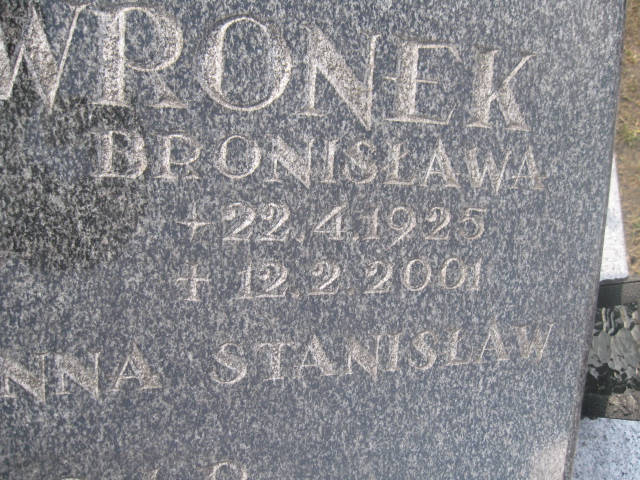 WRONEK
BRONISŁAWA
+ 22.4.1925
+ 12.2.2001
NNA STANISŁAW